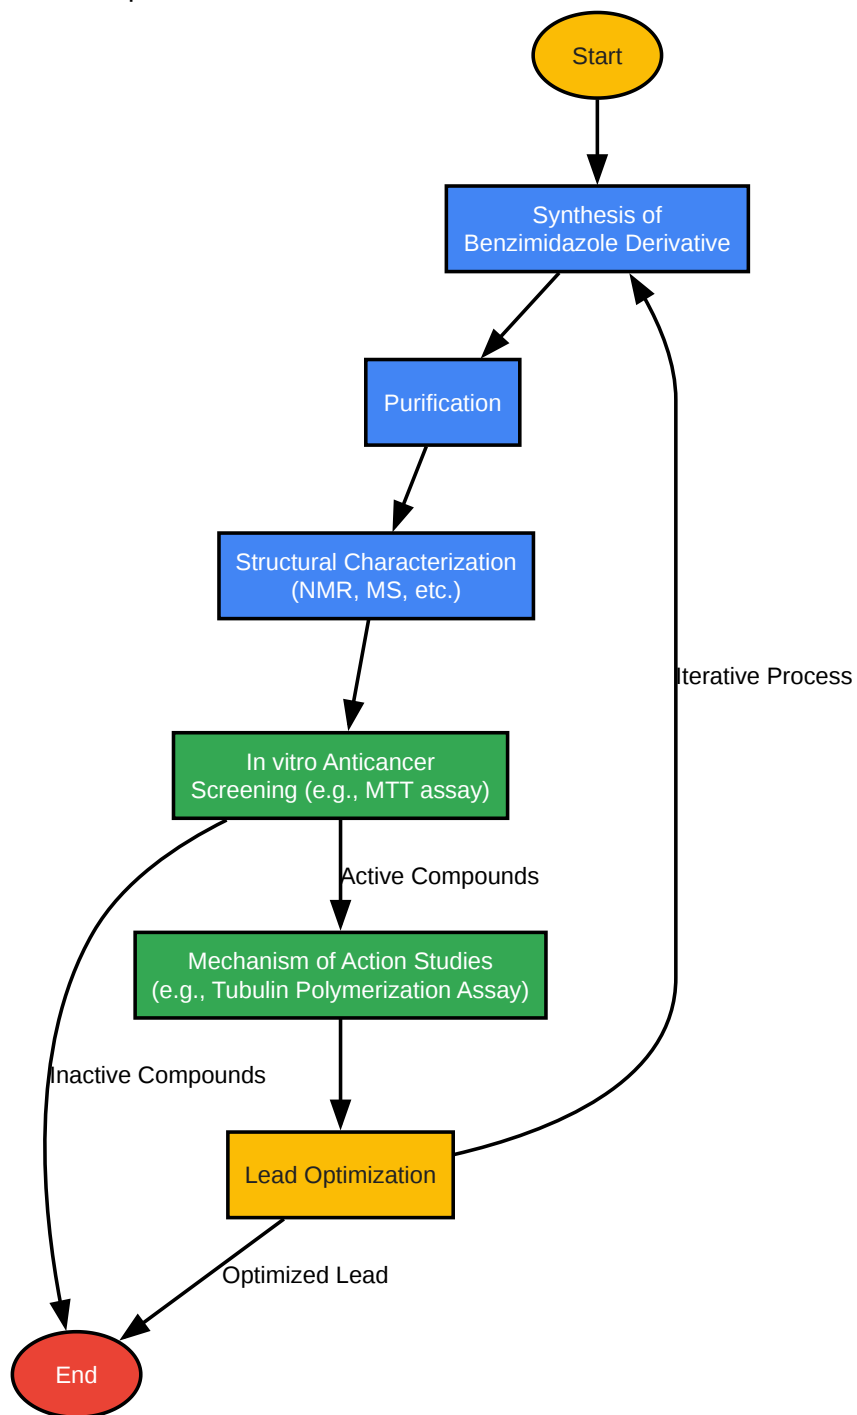 Start
Synthesis of
Benzimidazole Derivative
Purification
Structural Characterization
(NMR, MS, etc.)
Iterative Process
In vitro Anticancer
Screening (e.g., MTT assay)
Active Compounds
Mechanism of Action Studies
(e.g., Tubulin Polymerization Assay)
Inactive Compounds
Lead Optimization
Optimized Lead
End